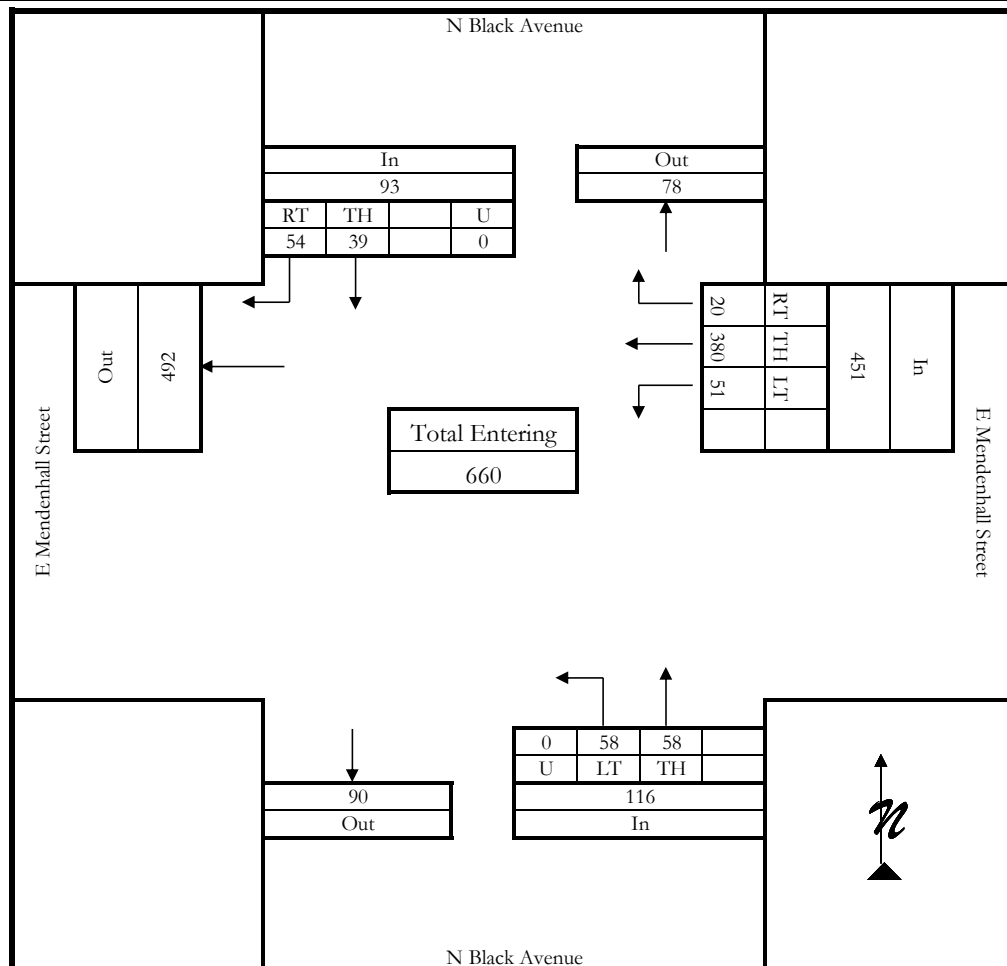 N Black Avenue
In
93
RT TH U
54 39 0
Out
78
Out 492
20 RT
380 TH
51 LT
451 In
E Mendenhall Street
E Mendenhall Street
Total Entering
660
0 58 58
U LT TH
116
In
90
Out
N
N Black Avenue